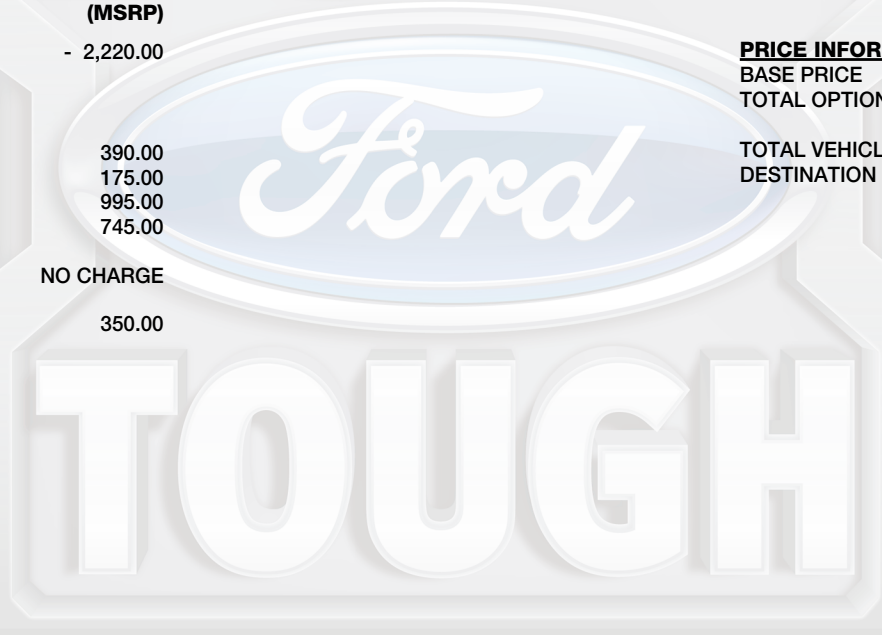 (MSRP)
- 2,220.00
390.00
175.00
995.00
745.00
NO CHARGE
350.00
PRICE INFOR
BASE PRICE
TOTAL OPTION
TOTAL VEHICL
DESTINATION
Ford
TOUGH